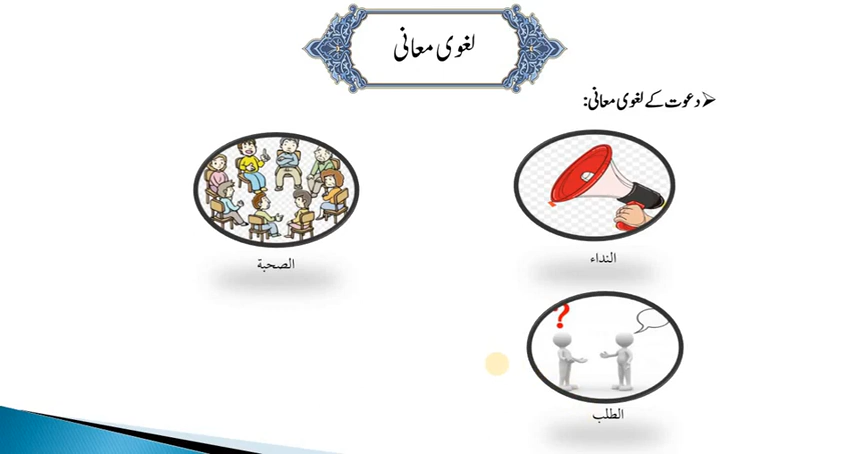 لغوی معانی
دعوت کے لغوی معانی:
النداء
الصحبة
الطلب